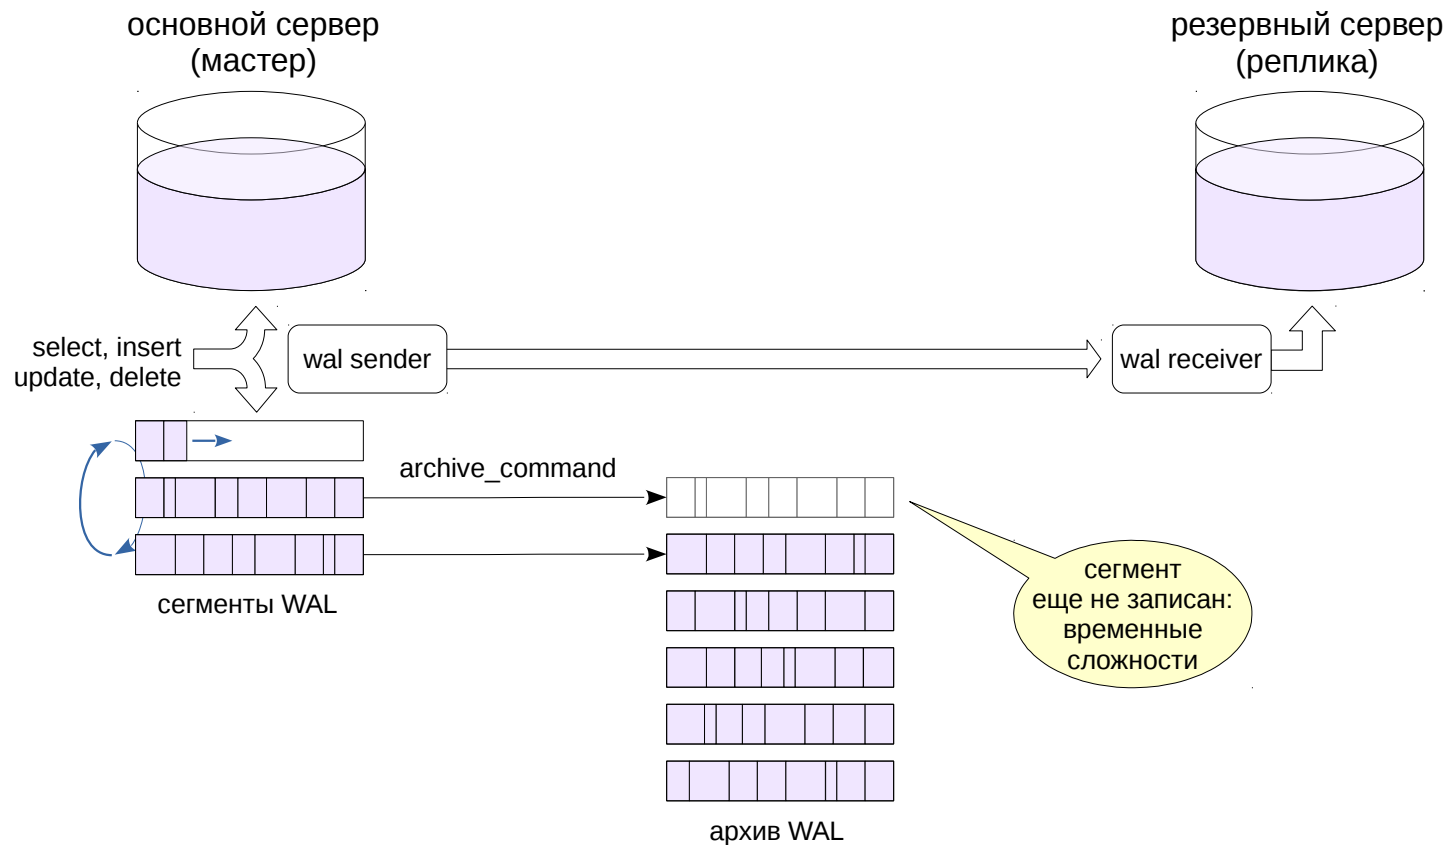 основной сервер
(мастер)
резервный сервер
(реплика)
select, insert
update, delete
wal sender
wal receiver
archive_command
сегменты WAL
сегмент
еще не записан:
временные
сложности
архив WAL